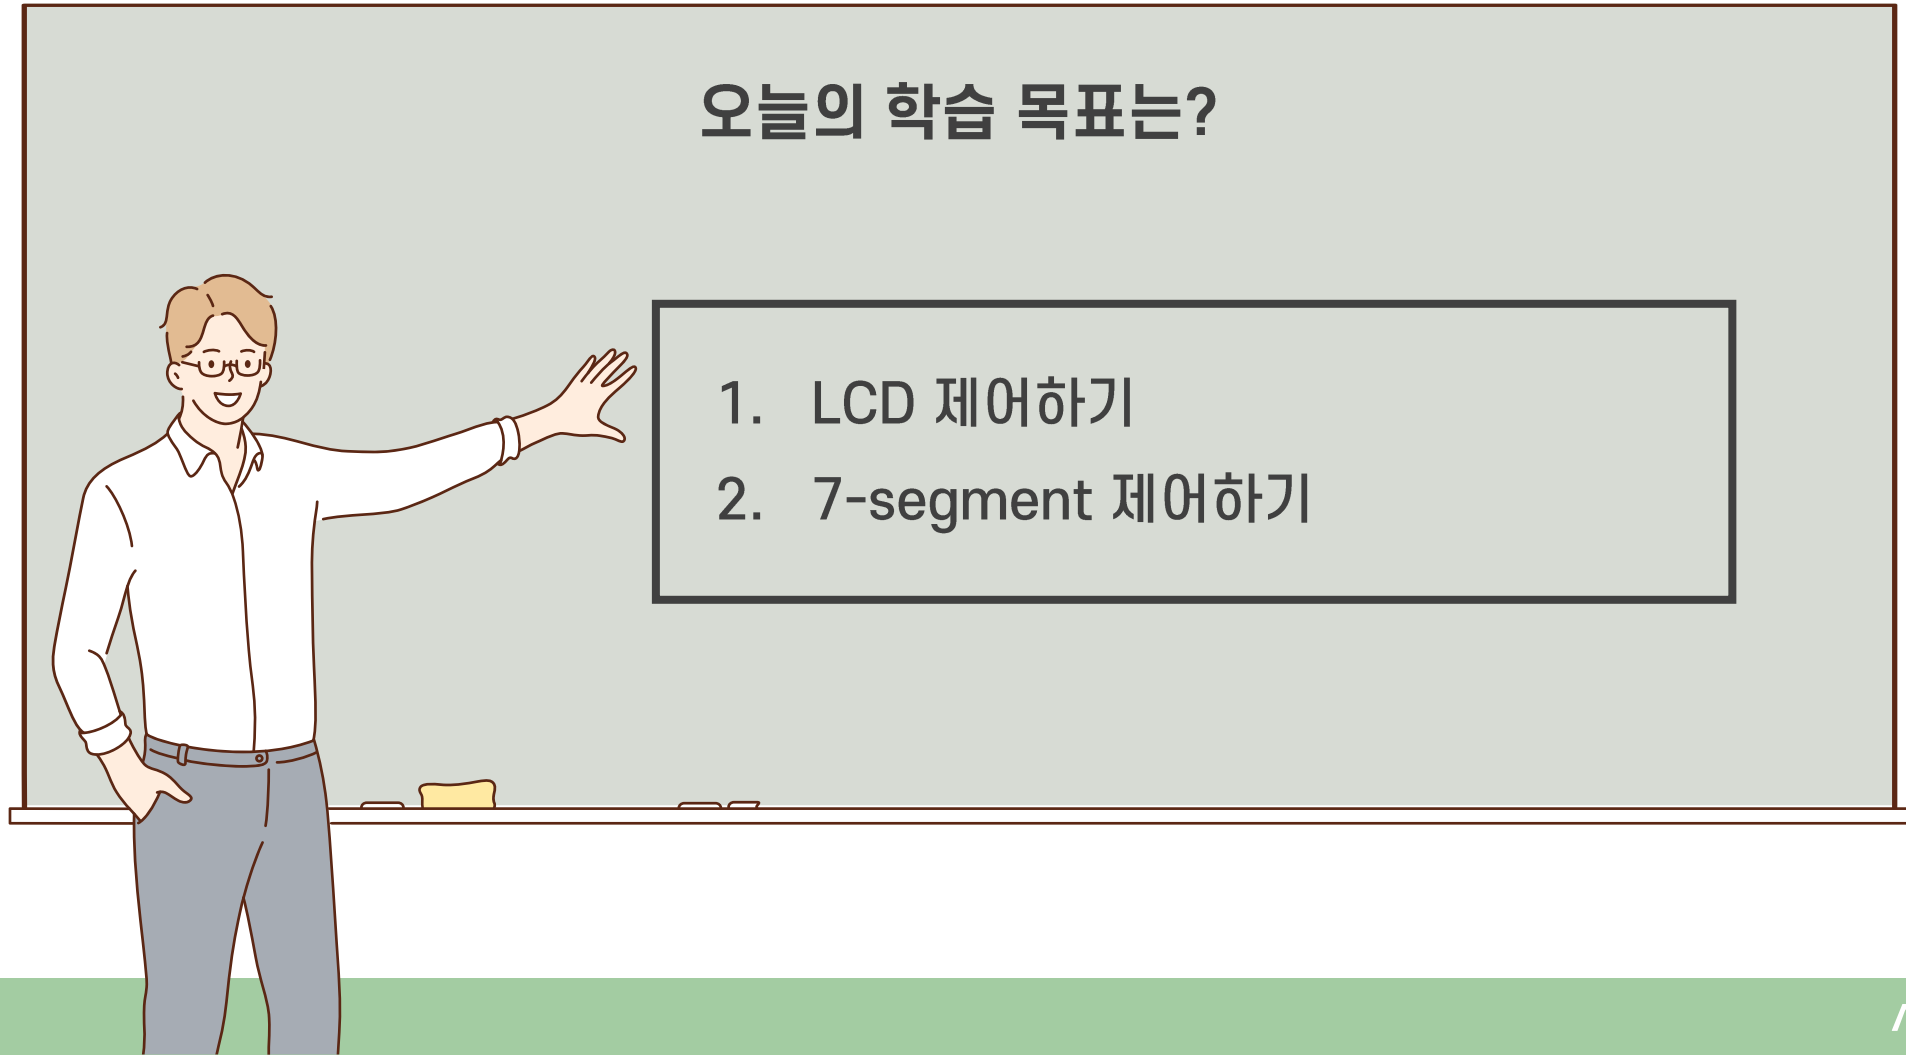 오늘의 학습 목표는?
1. LCD 제어하기
2. 7-segment 제어하기